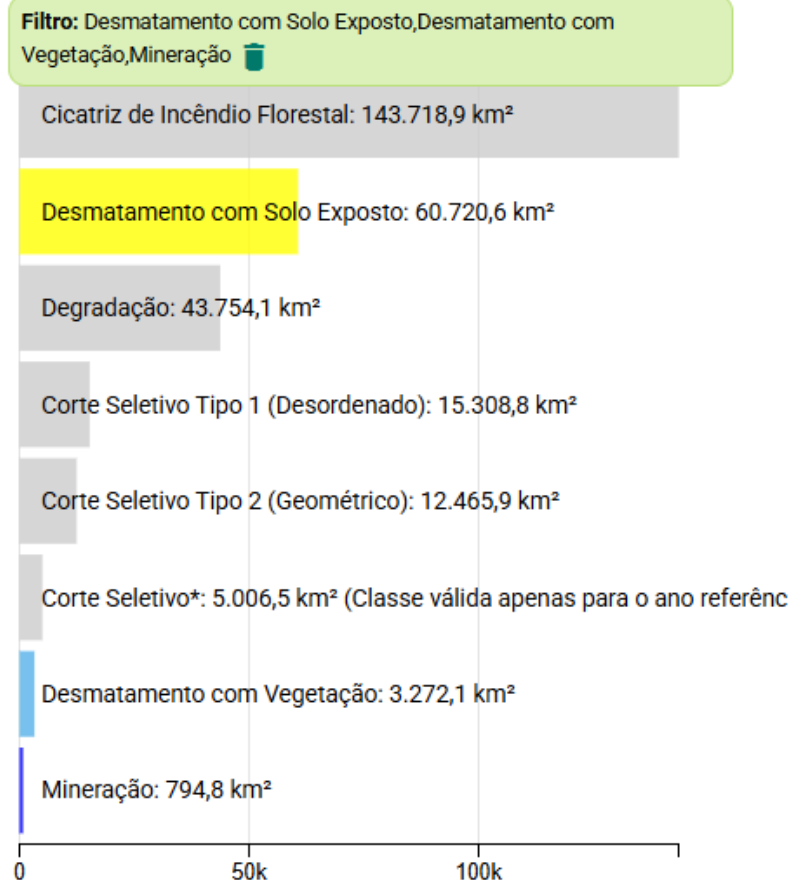 Filtro: Desmatamento com Solo Exposto,Desmatamento com
Vegetação,Mineração
Cicatriz de Incêndio Florestal: 143.718,9 km²
Desmatamento com Solo Exposto: 60.720,6 km²
Degradação: 43.754,1 km²
Corte Seletivo Tipo 1 (Desordenado): 15.308,8 km²
Corte Seletivo Tipo 2 (Geométrico): 12.465,9 km²
Corte Seletivo*: 5.006,5 km² (Classe válida apenas para o ano referênc
Desmatamento com Vegetação: 3.272,1 km²
Mineração: 794,8 km²
0 50k 100k